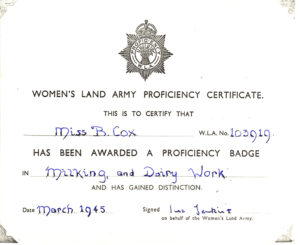 WOMEN'S LAND ARMY PROFICIENCY CERTIFICATE.
THIS IS TO CERTIFY THAT
Miss B. Cox W.L.A. No. 103919
HAS BEEN AWARDED A PROFICIENCY BADGE
IN Milking, and Dairy Work
AND HAS GAINED DISTINCTION.
Date March 1945 Signed Jenkins
on behalf of the Women's Land Army.